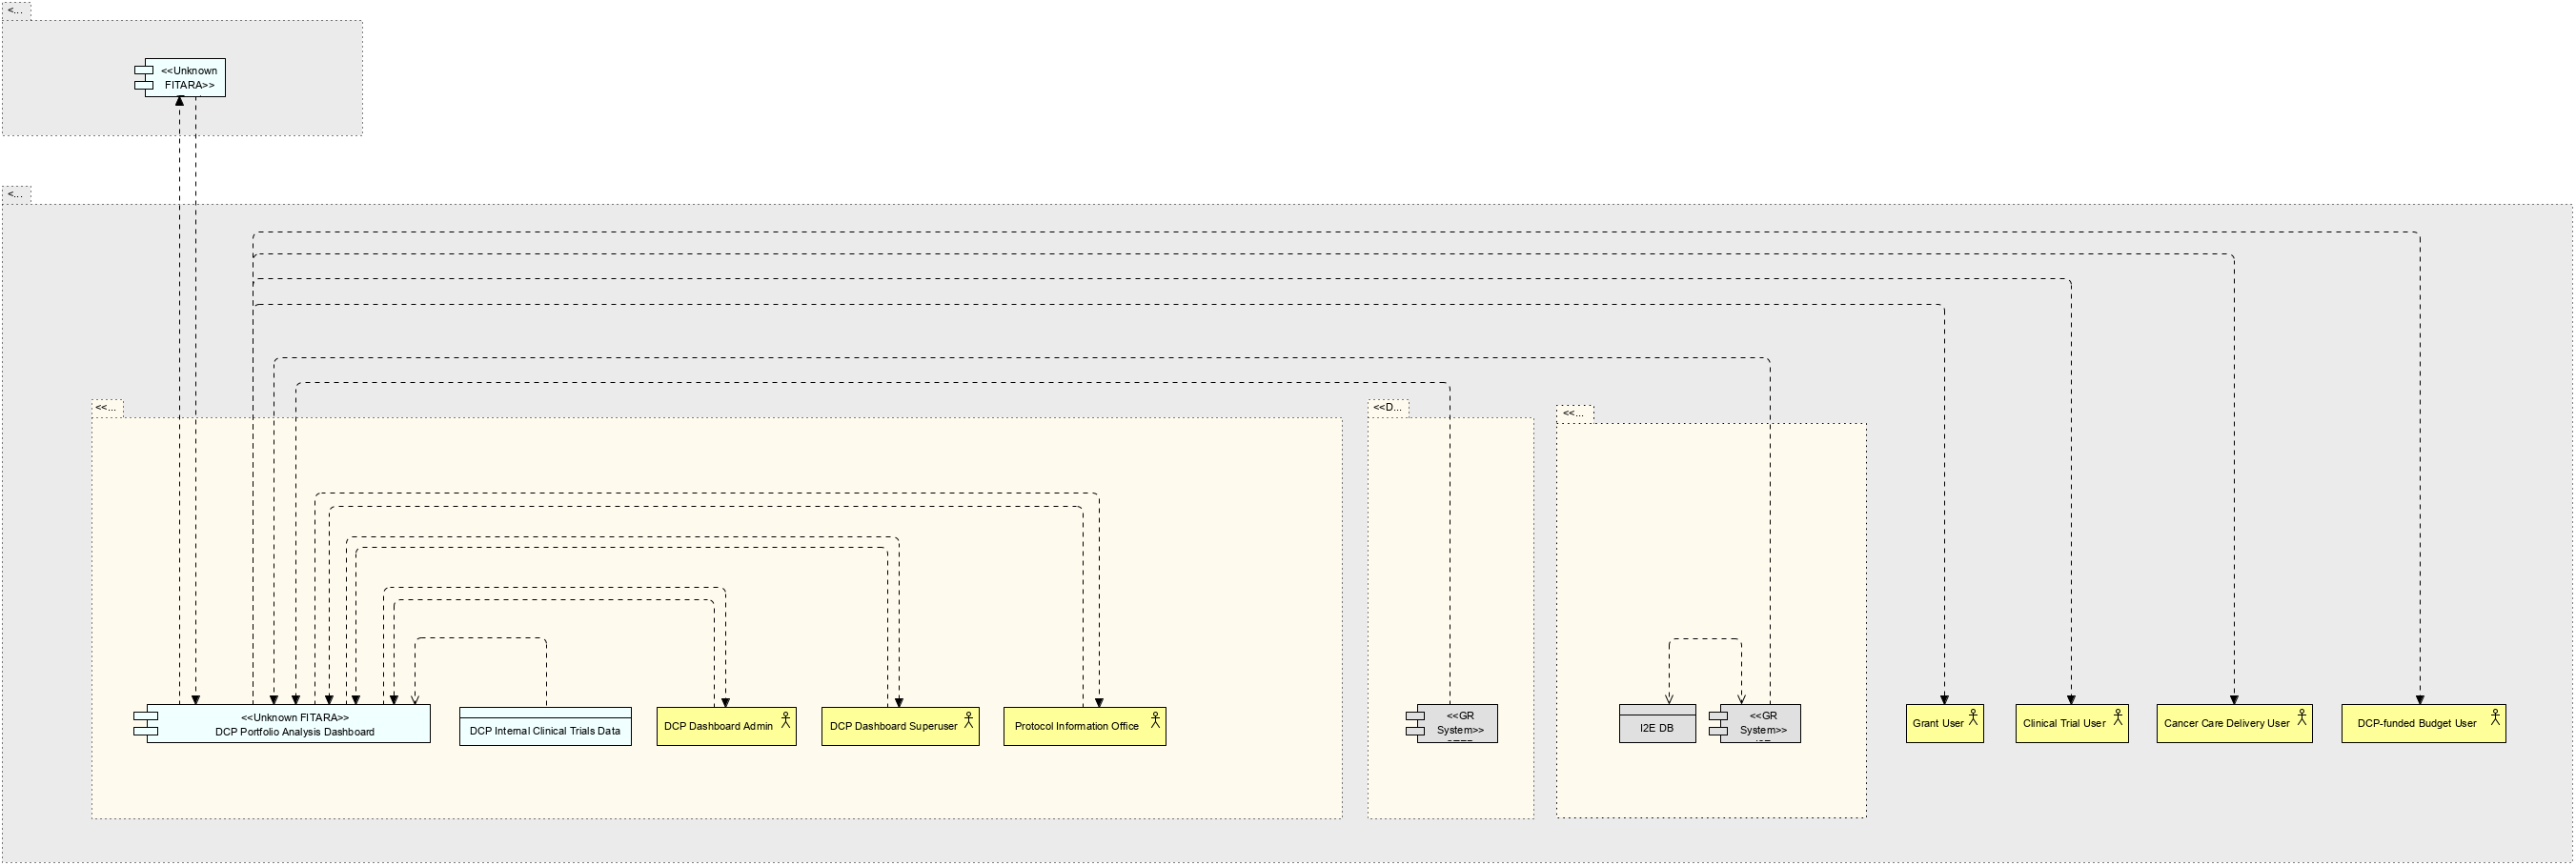 <...
<<Unknown
FITARA>>
<...
<<...
<<D...
<<...
<<Unknown FITARA>>
DCP Portfolio Analysis Dashboard
DCP Internal Clinical Trials Data
DCP Dashboard Admin
DCP Dashboard Superuser
Protocol Information Office
<<GR
System>>
I2E DB
<<GR
System>>
Grant User
Clinical Trial User
Cancer Care Delivery User
DCP-funded Budget User